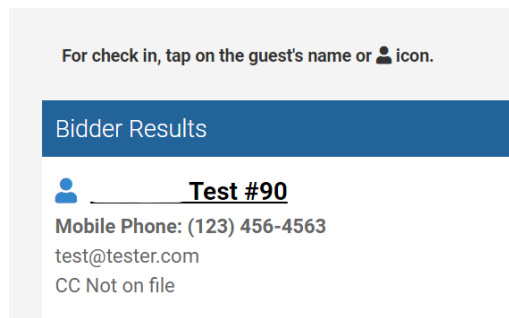 For check in, tap on the guest's name or icon.
Bidder Results
Test #90
Mobile Phone: (123) 456-4563
test@tester.com
CC Not on file